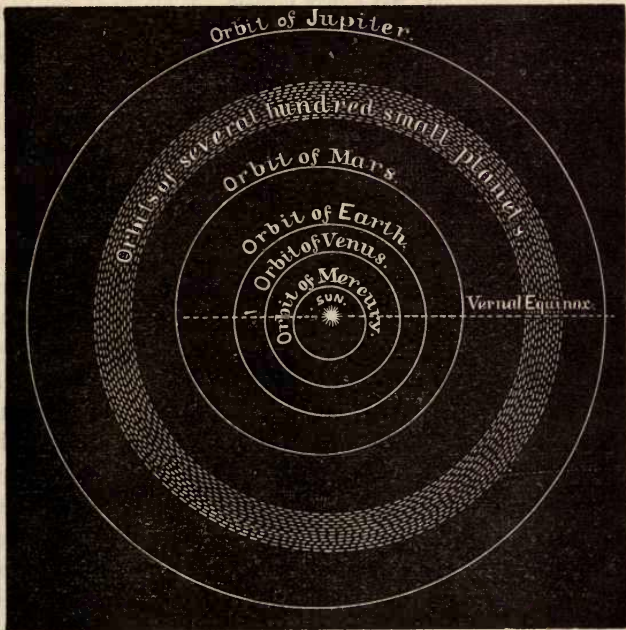 Orbit of Jupiter.
Orbits of several hundred small planets.
Orbit of Mars.
Orbit of Earth.
Orbit of Venus.
Orbit of Mercury.
SUN.
Vernal Equinox.